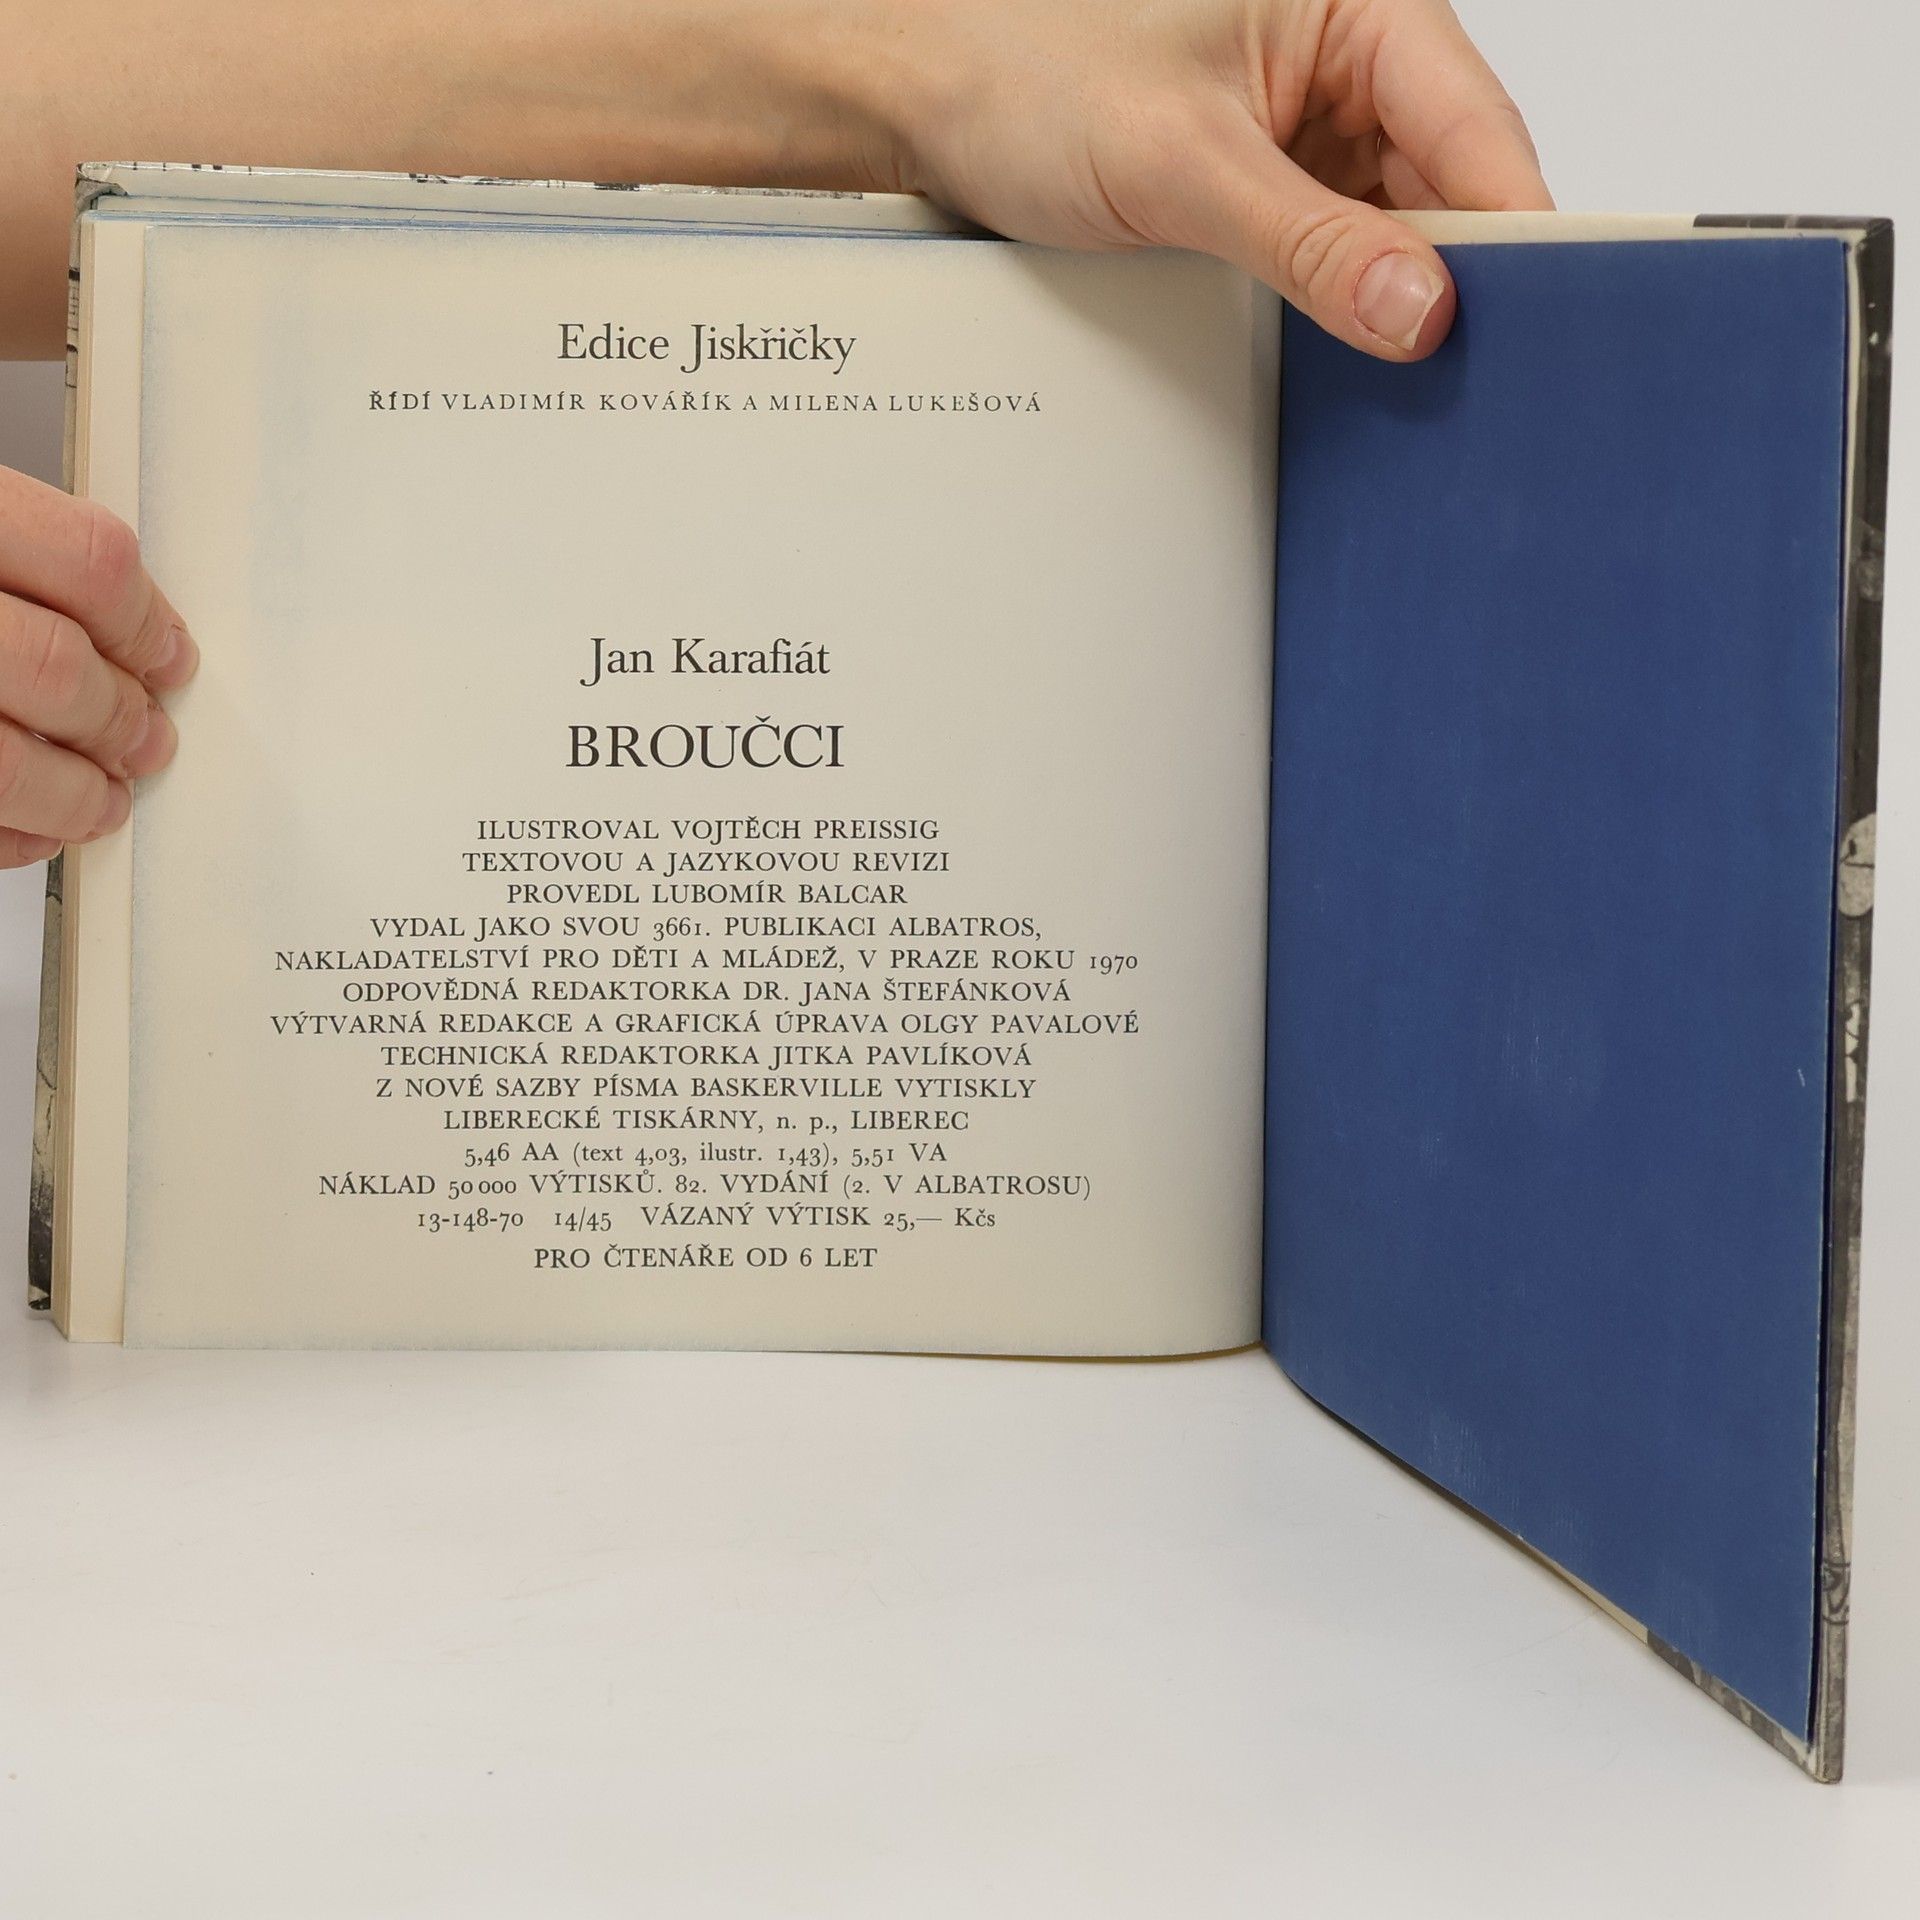 Edice Jiskřičky
ŘÍDÍ VLADIMÍR KOVÁŘÍK A MILENA LUKEŠOVÁ
Jan Karafiát
BROUČCI
ILUSTROVAL VOJTĚCH PREISSIG
TEXTOVOU A JAZYKOVOU REVIZI
PROVEDL LUBOMÍR BALCAR
VYDAL JAKO SVOU 3661. PUBLIKACI ALBATROS,
NAKLADATELSTVÍ PRO DĚTI A MLÁDEŽ, V PRAZE ROKU 1970
ODPOVĚDNÁ REDAKTORKA DR. JANA ŠTEFÁNKOVÁ
VÝTVARNÁ REDAKCE A GRAFICKÁ ÚPRAVA OLGY PAVALOVÉ
TECHNICKÁ REDAKTORKA JITKA PAVLÍKOVÁ
Z NOVÉ SAZBY PÍSMA BASKERVILLE VYTISKLY
LIBERECKÉ TISKÁRNY, n. p., LIBEREC
5,46 AA (text 4,03, ilustr. 1,43), 5,51 VA
NÁKLAD 50 000 VÝTISKŮ. 82. VYDÁNÍ (2. V ALBATROSU)
13-148-70 14/45 VÁZANÝ VÝTISK 25,— Kčs
PRO ČTENÁŘE OD 6 LET